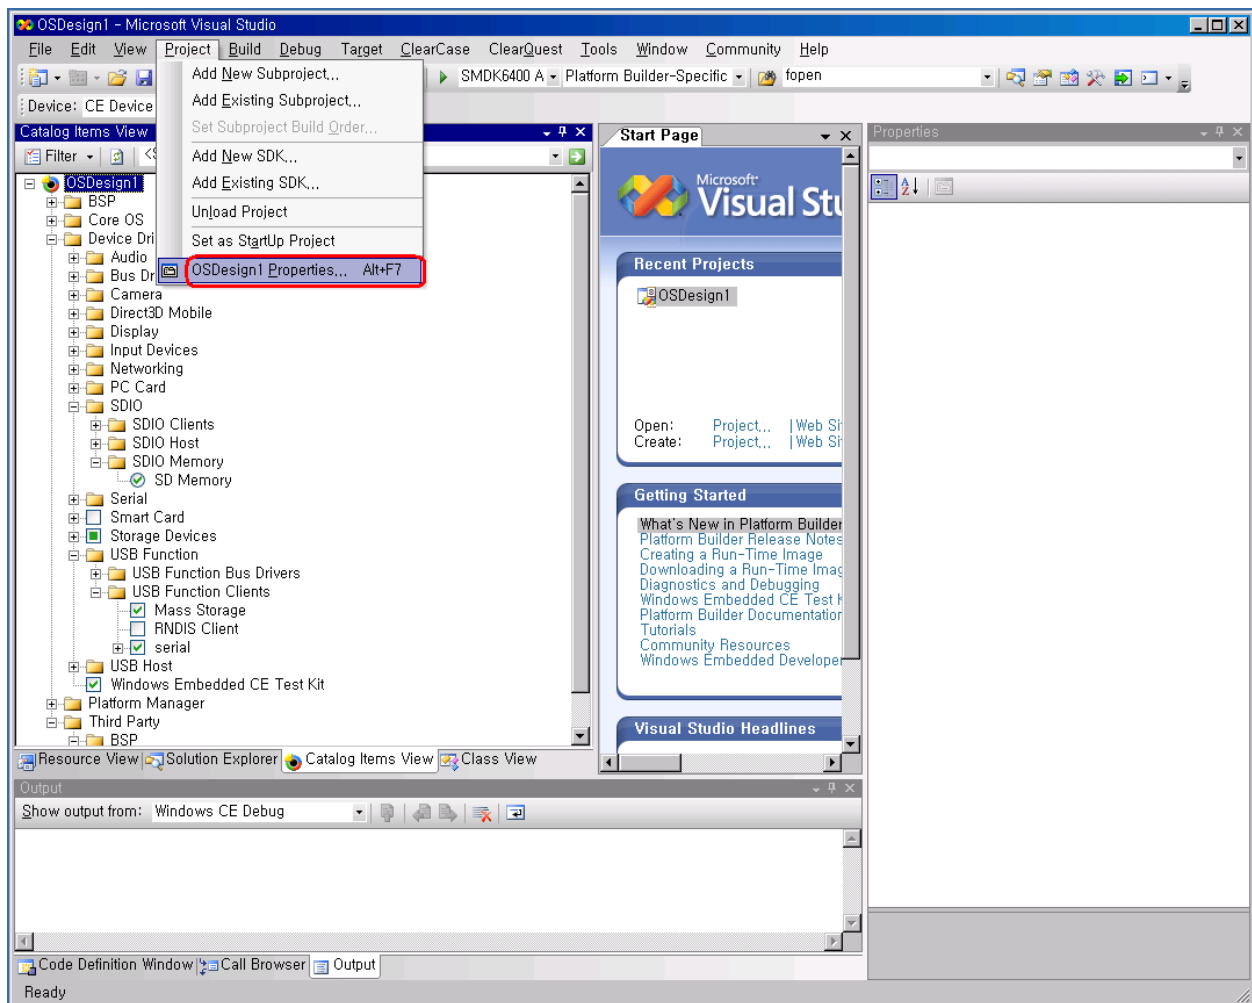 OSDesign1 - Microsoft Visual Studio
File Edit View Project Build Debug Target ClearCase ClearQuest Tools Window Community Help
SMDK6400 A Platform Builder-Specific fopen
Device: CE Device
Add New Subproject...
Add Existing Subproject...
Set Subproject Build Order...
Add New SDK...
Add Existing SDK...
Unload Project
Set as StartUp Project
OSDesign1 Properties... Alt+F7
Catalog Items View
Filter
OSDesign1
BSP
Core OS
Device Dri
Audio
Bus Dr
Camera
Direct3D Mobile
Display
Input Devices
Networking
PC Card
SDIO
SDIO Clients
SDIO Host
SDIO Memory
SD Memory
Serial
Smart Card
Storage Devices
USB Function
USB Function Bus Drivers
USB Function Clients
Mass Storage
RNDIS Client
serial
USB Host
Windows Embedded CE Test Kit
Platform Manager
Third Party
BSP
Resource View Solution Explorer Catalog Items View Class View
Start Page
Microsoft
Visual Stu
Recent Projects
OSDesign1
Open: Project... | Web Si
Create: Project... | Web Si
Getting Started
What's New in Platform Builder
Platform Builder Release Notes
Creating a Run-Time Image
Downloading a Run-Time Imag
Diagnostics and Debugging
Windows Embedded CE Test K
Platform Builder Documentation
Tutorials
Community Resources
Windows Embedded Developer
Visual Studio Headlines
Properties
Output
Show output from: Windows CE Debug
Code Definition Window Call Browser Output
Ready